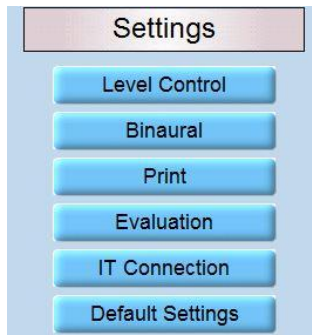 Settings
Level Control
Binaural
Print
Evaluation
IT Connection
Default Settings